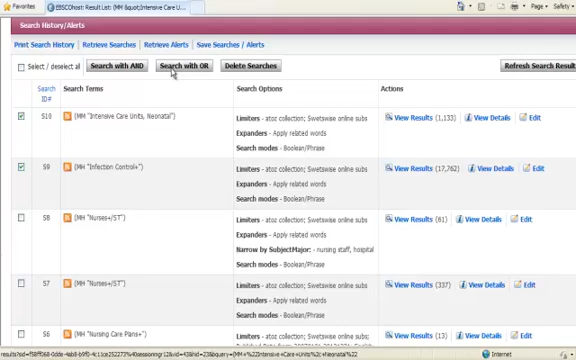 Favorites
EBSCOhost: Result List: (MM &quot;Intensive Care U...
Page
Safety
Search History/Alerts
Print Search History
Retrieve Searches
Retrieve Alerts
Save Searches / Alerts
Select / deselect all
Search with AND
Search with OR
Delete Searches
Refresh Search Result
Search ID#
Search Terms
Search Options
Actions
S10
(MM "Intensive Care Units, Neonatal")
Limiters - atoz collection; Swetswise online subs
Expanders - Apply related words
Search modes - Boolean/Phrase
View Results (1,133)
View Details
Edit
S9
(MH "Infection Control+")
Limiters - atoz collection; Swetswise online subs
Expanders - Apply related words
Search modes - Boolean/Phrase
View Results (17,762)
View Details
Edit
S8
(MH "Nurses+/ST")
Limiters - atoz collection; Swetswise online subs
Expanders - Apply related words
Narrow by SubjectMajor: - nursing staff, hospital
Search modes - Boolean/Phrase
View Results (61)
View Details
Edit
S7
(MH "Nurses+/ST")
Limiters - atoz collection; Swetswise online subs
Expanders - Apply related words
Search modes - Boolean/Phrase
View Results (337)
View Details
Edit
S6
(MH "Nursing Care Plans+")
Limiters - atoz collection; Swetswise online subs
View Results (13)
View Details
Edit
Internet